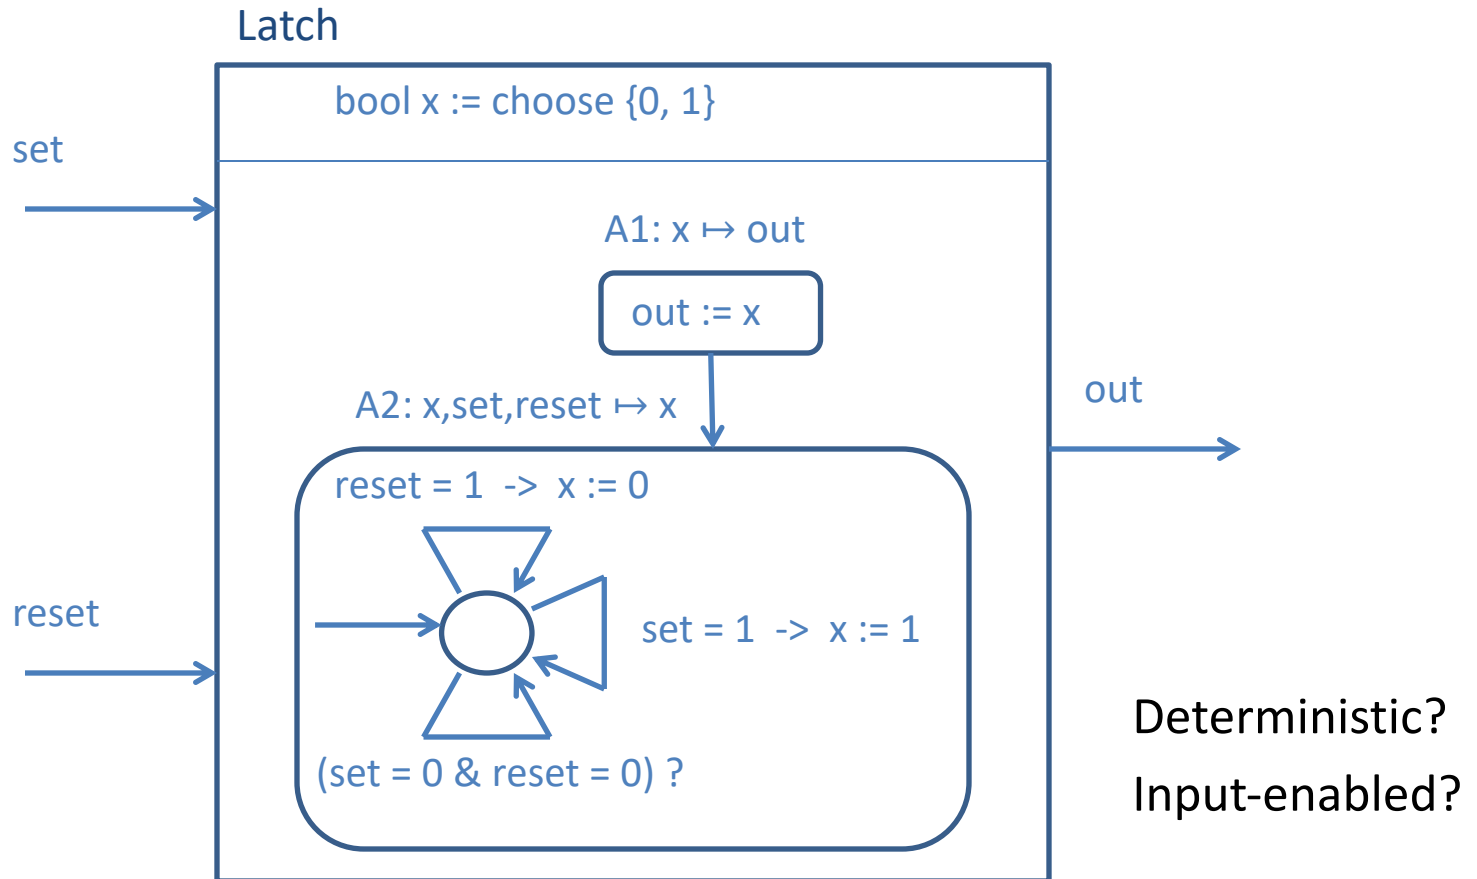 Latch
bool x := choose {0, 1}
set
A1: x ↦ out
out := x
A2: x,set,reset ↦ x
out
reset = 1  -> x := 0
reset
set = 1  -> x := 1
Deterministic?
(set = 0 & reset = 0) ?
Input-enabled?